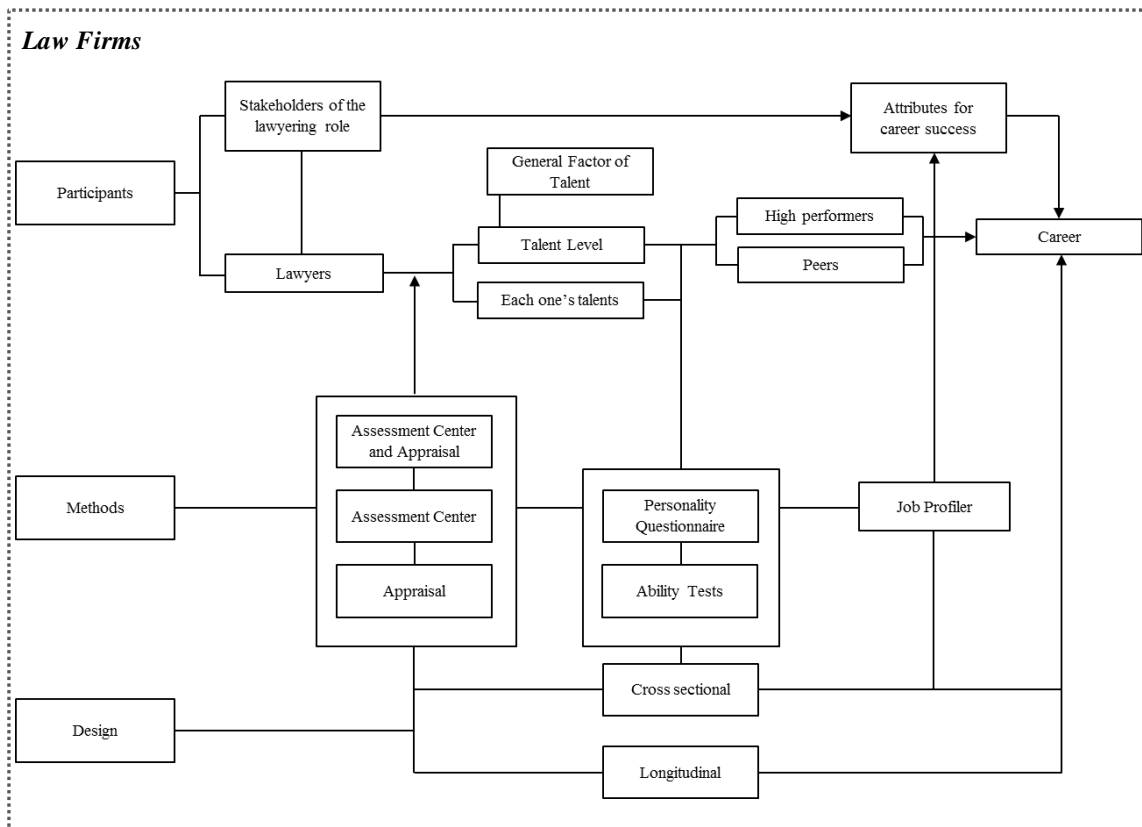 Law Firms
Stakeholders of the
lawyering role
Attributes for
career success
General Factor of
Talent
Participants
High performers
Talent Level
Career
Lawyers
Peers
Each one's talents
Assessment Center
and Appraisal
Methods
Assessment Center
Personality
Questionnaire
Job Profiler
Appraisal
Ability Tests
Cross sectional
Design
Longitudinal